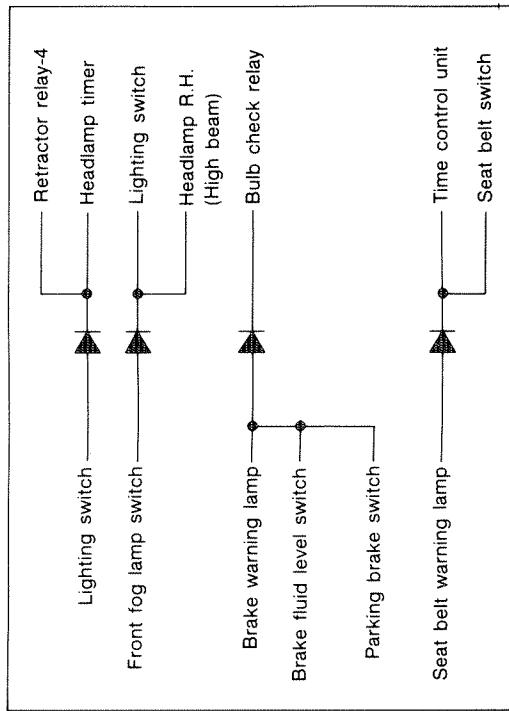 Retractor relay-4
Lighting switch
Headlamp timer
Front fog lamp switch
Lighting switch
Headlamp R.H.
(High beam)
Brake warning lamp
Bulb check relay
Brake fluid level switch
Parking brake switch
Seat belt warning lamp
Time control unit
Seat belt switch